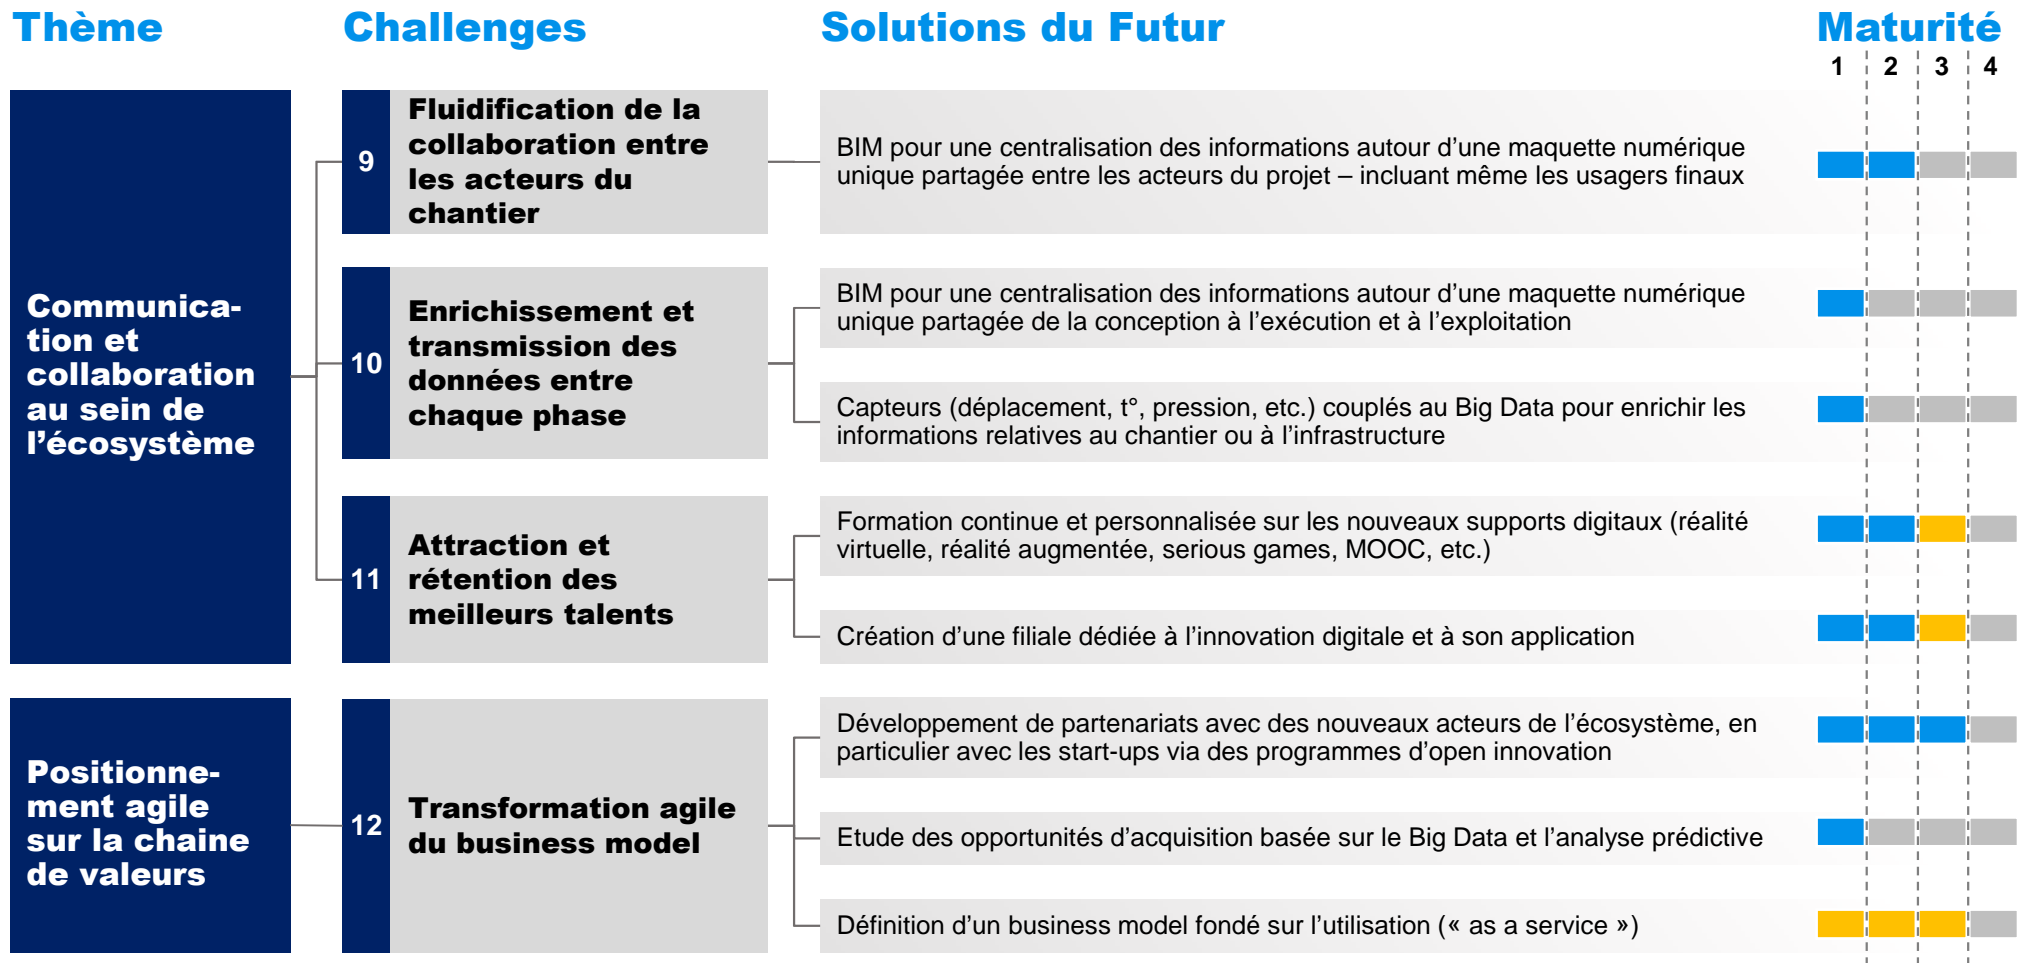 Thème
Challenges
Solutions du Futur
Maturité
1
2
3
4
Communica-
tion et
collaboration
au sein de
l’écosystème
9
Fluidification de la
collaboration entre
les acteurs du
chantier
BIM pour une centralisation des informations autour d’une maquette numérique
unique partagée entre les acteurs du projet – incluant même les usagers finaux
10
Enrichissement et
transmission des
données entre
chaque phase
BIM pour une centralisation des informations autour d’une maquette numérique
unique partagée de la conception à l’exécution et à l’exploitation
Capteurs (déplacement, t°, pression, etc.) couplés au Big Data pour enrichir les
informations relatives au chantier ou à l’infrastructure
11
Attraction et
rétention des
meilleurs talents
Formation continue et personnalisée sur les nouveaux supports digitaux (réalité
virtuelle, réalité augmentée, serious games, MOOC, etc.)
Création d’une filiale dédiée à l’innovation digitale et à son application
Positionne-
ment agile
sur la chaine
de valeurs
12
Transformation agile
du business model
Développement de partenariats avec des nouveaux acteurs de l’écosystème, en
particulier avec les start-ups via des programmes d’open innovation
Etude des opportunités d’acquisition basée sur le Big Data et l’analyse prédictive
Définition d’un business model fondé sur l’utilisation (« as a service »)